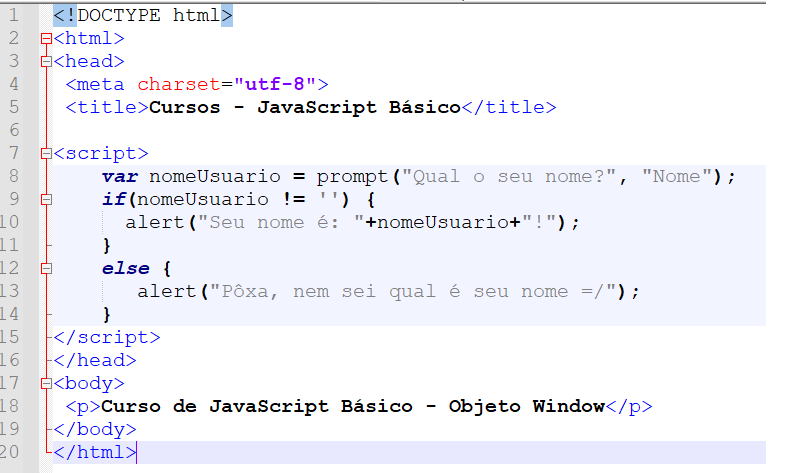 1 <!DOCTYPE html>
2 <html>
3 <head>
4 <meta charset="utf-8">
5 <title>Cursos - JavaScript Básico</title>
6
7 <script>
8 var nomeUsuario = prompt("Qual o seu nome?", "Nome");
9 if(nomeUsuario != '') {
10 alert("Seu nome é: "+nomeUsuario+"!");
11 }
12 else {
13 alert("Pôxa, nem sei qual é seu nome =/");
14 }
15 </script>
16 </head>
17 <body>
18 <p>Curso de JavaScript Básico - Objeto Window</p>
19 </body>
20 </html>